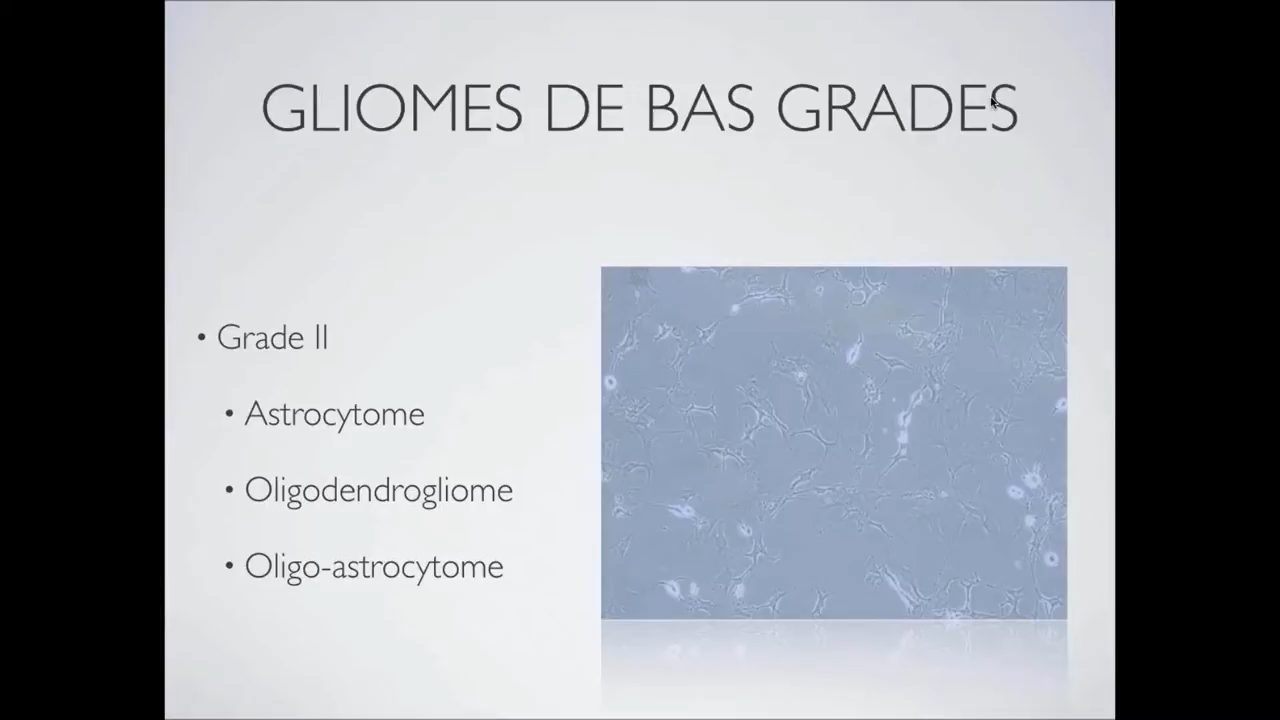 GLIOMES DE BAS GRADES
• Grade II
• Astrocytome
• Oligodendrogliome
• Oligo-astrocytome